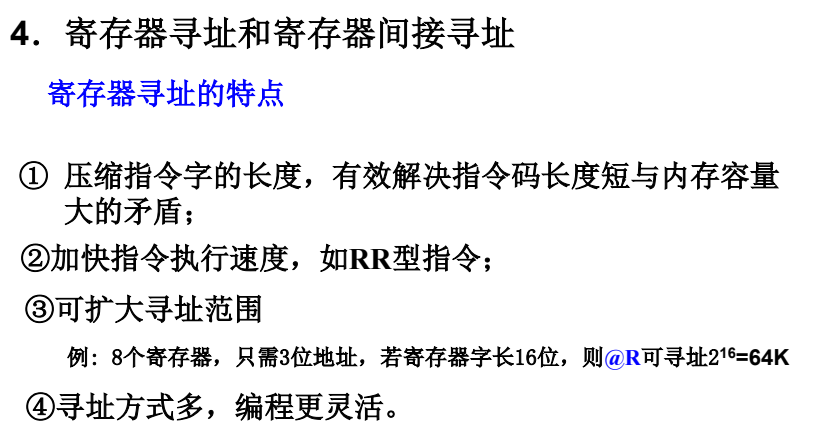 4．寄存器寻址和寄存器间接寻址
寄存器寻址的特点
① 压缩指令字的长度，有效解决指令码长度短与内存容量
大的矛盾；
②加快指令执行速度，如RR型指令；
③可扩大寻址范围
例：8个寄存器，只需3位地址，若寄存器字长16位，则@R可寻址2¹⁶=64K
④寻址方式多，编程更灵活。